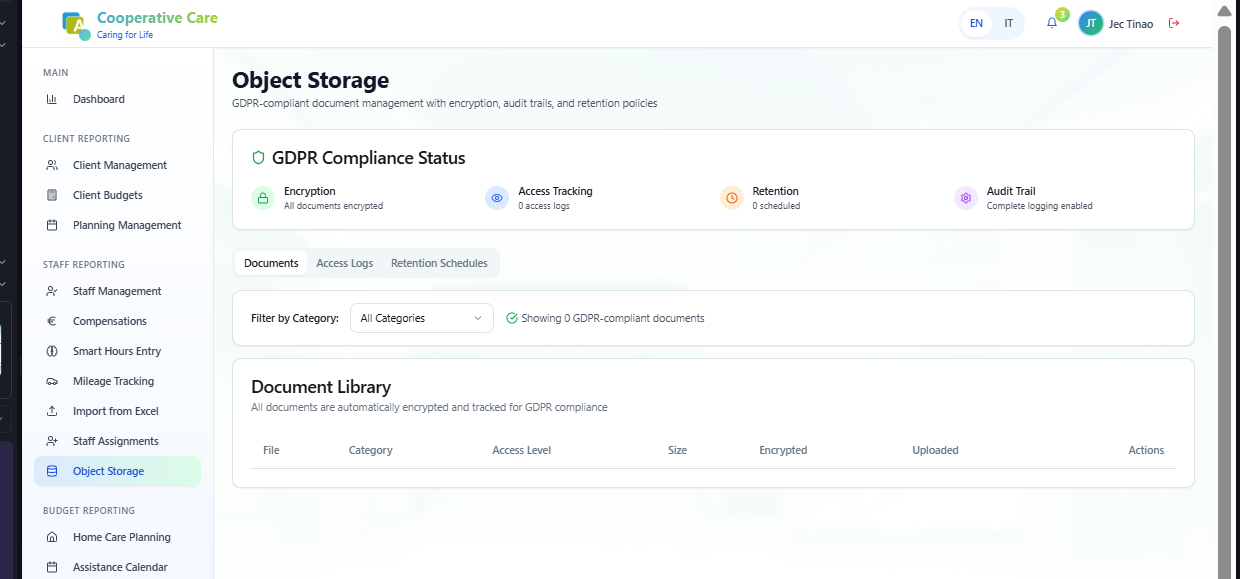 Cooperative Care
Caring for Life
EN IT 3 JT Jec Tinao
MAIN
Dashboard
CLIENT REPORTING
Client Management
Client Budgets
Planning Management
STAFF REPORTING
Staff Management
Compensations
Smart Hours Entry
Mileage Tracking
Import from Excel
Staff Assignments
Object Storage
BUDGET REPORTING
Home Care Planning
Assistance Calendar
Object Storage
GDPR-compliant document management with encryption, audit trails, and retention policies
GDPR Compliance Status
Encryption
All documents encrypted
Access Tracking
0 access logs
Retention
0 scheduled
Audit Trail
Complete logging enabled
Documents Access Logs Retention Schedules
Filter by Category: All Categories Showing 0 GDPR-compliant documents
Document Library
All documents are automatically encrypted and tracked for GDPR compliance
File Category Access Level Size Encrypted Uploaded Actions